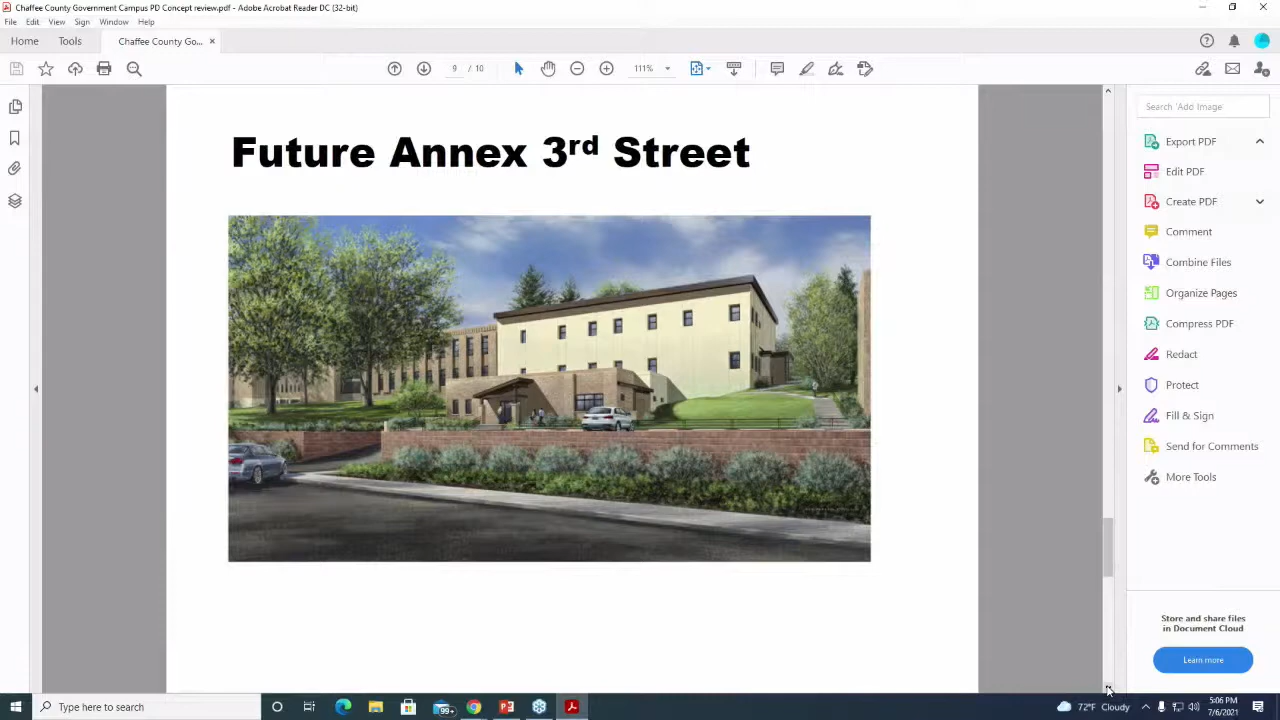 Chaffee County Government Campus PD Concept review.pdf - Adobe Acrobat Reader DC (32-bit)
File Edit View Sign Window Help
Home Tools Chaffee County Go... ×
9 / 10 111%
Search 'Add Image'
Export PDF
Edit PDF
Create PDF
Comment
Combine Files
Organize Pages
Compress PDF
Redact
Protect
Fill & Sign
Send for Comments
More Tools
Future Annex 3rd Street
Store and share files
in Document Cloud
Learn more
Type here to search
99+
72°F Cloudy
5:06 PM
7/6/2021